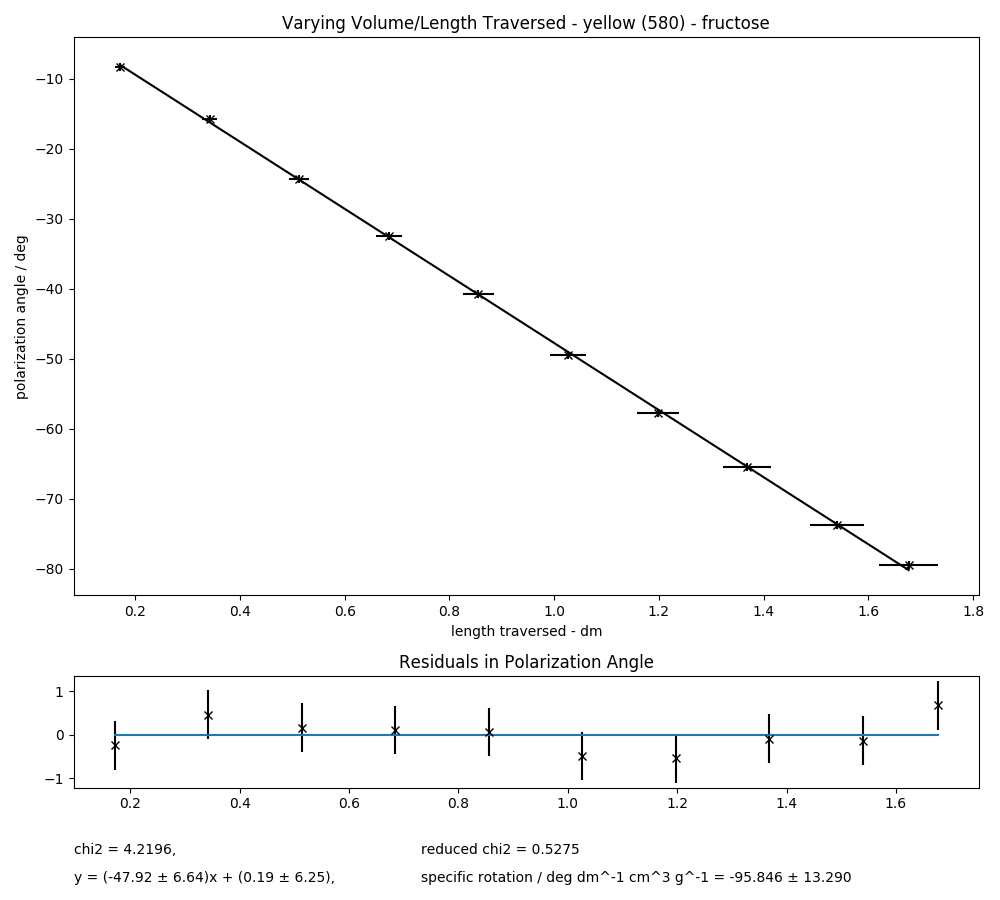 Varying Volume/Length Traversed - yellow (580) - fructose
−10
−20
−30
−40
−50
−60
−70
−80
polarization angle / deg
0.2 0.4 0.6 0.8 1.0 1.2 1.4 1.6 1.8
length traversed - dm
Residuals in Polarization Angle
1
0
−1
0.2 0.4 0.6 0.8 1.0 1.2 1.4 1.6
chi2 = 4.2196, reduced chi2 = 0.5275
y = (-47.92 ± 6.64)x + (0.19 ± 6.25), specific rotation / deg dm^-1 cm^3 g^-1 = -95.846 ± 13.290